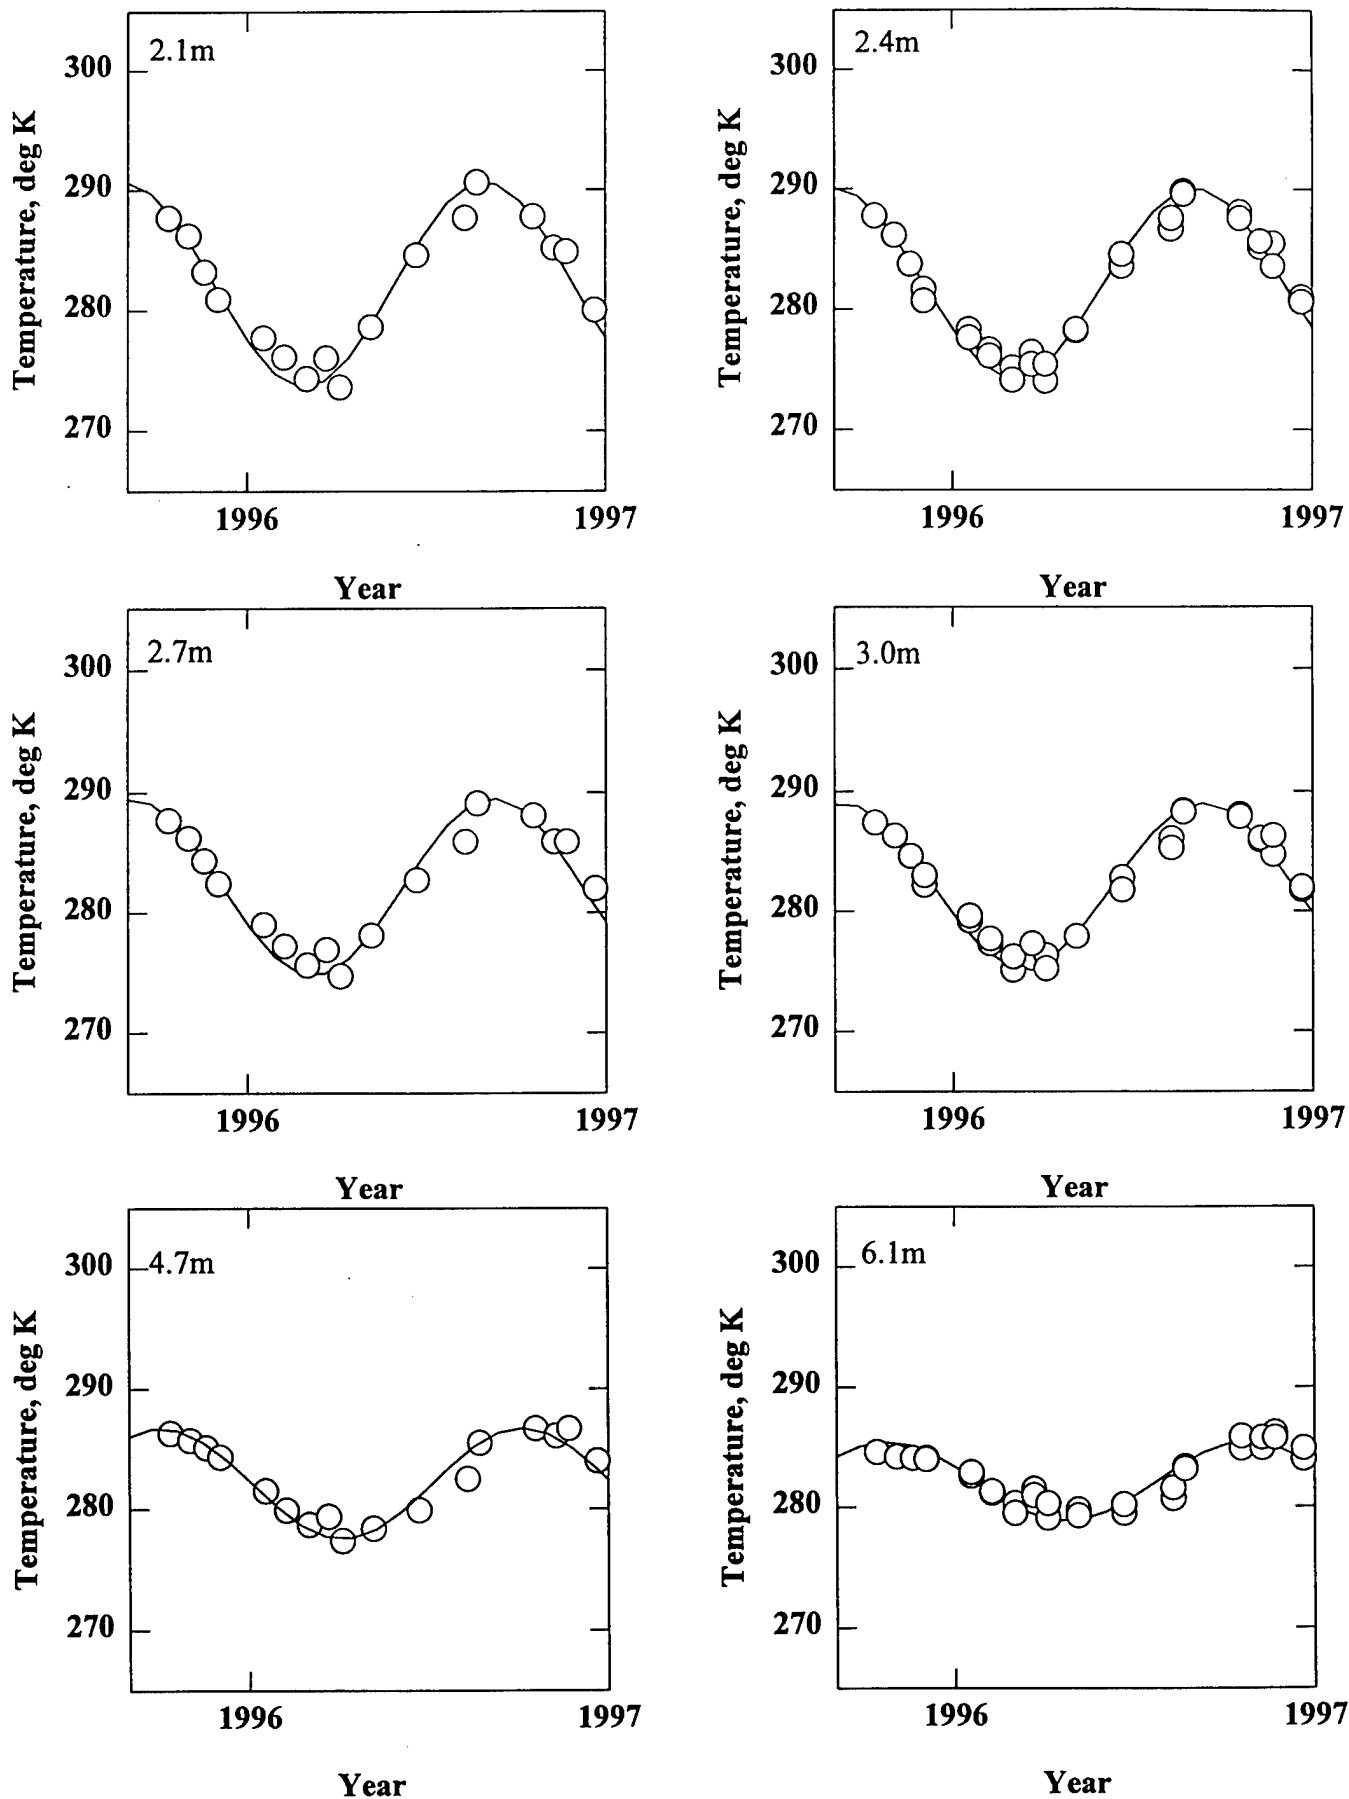 2.1m
300
290
280
270
Temperature, deg K
1996
1997
Year
2.4m
300
290
280
270
Temperature, deg K
1996
1997
Year
2.7m
300
290
280
270
Temperature, deg K
1996
1997
Year
3.0m
300
290
280
270
Temperature, deg K
1996
1997
Year
4.7m
300
290
280
270
Temperature, deg K
1996
1997
Year
6.1m
300
290
280
270
Temperature, deg K
1996
1997
Year